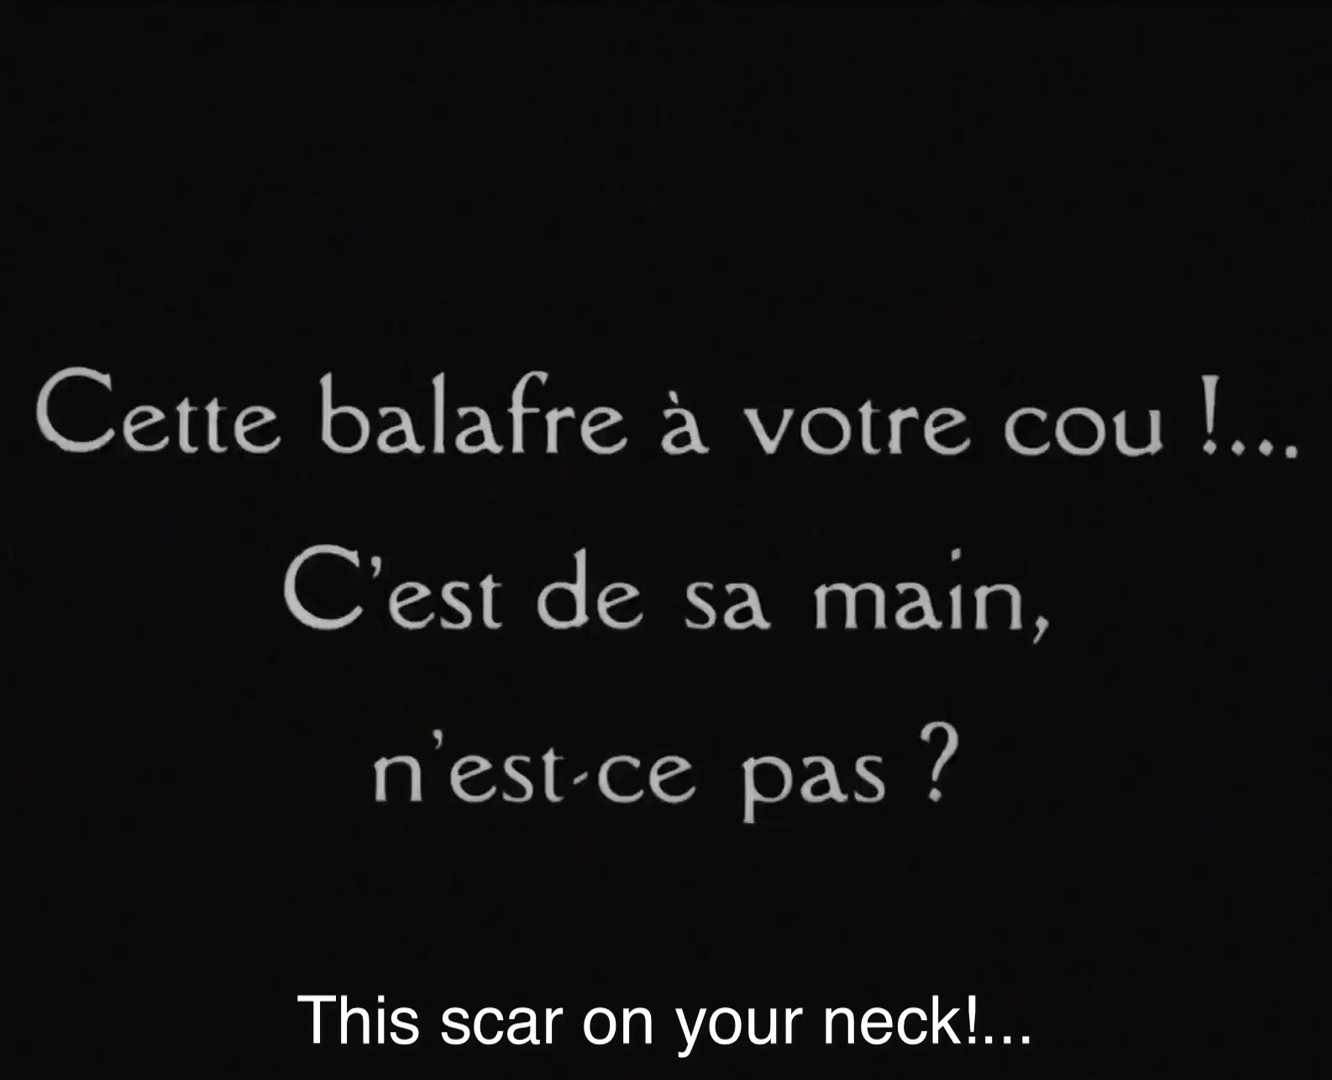 Cette balafre à votre cou !...
C'est de sa main,
n'est-ce pas ?
This scar on your neck!...